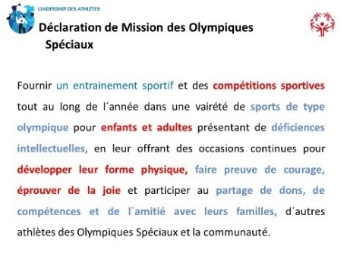 LEADERSHIP DES ATHLÈTES
Déclaration de Mission des Olympiques
Spéciaux
Fournir un entrainement sportif et des compétitions sportives
tout au long de l´année dans une vairété de sports de type
olympique pour enfants et adultes présentant de déficiences
intellectuelles, en leur offrant des occasions continues pour
développer leur forme physique, faire preuve de courage,
éprouver de la joie et participer au partage de dons, de
compétences et de l´amitié avec leurs familles, d´autres
athlètes des Olympiques Spéciaux et la communauté.